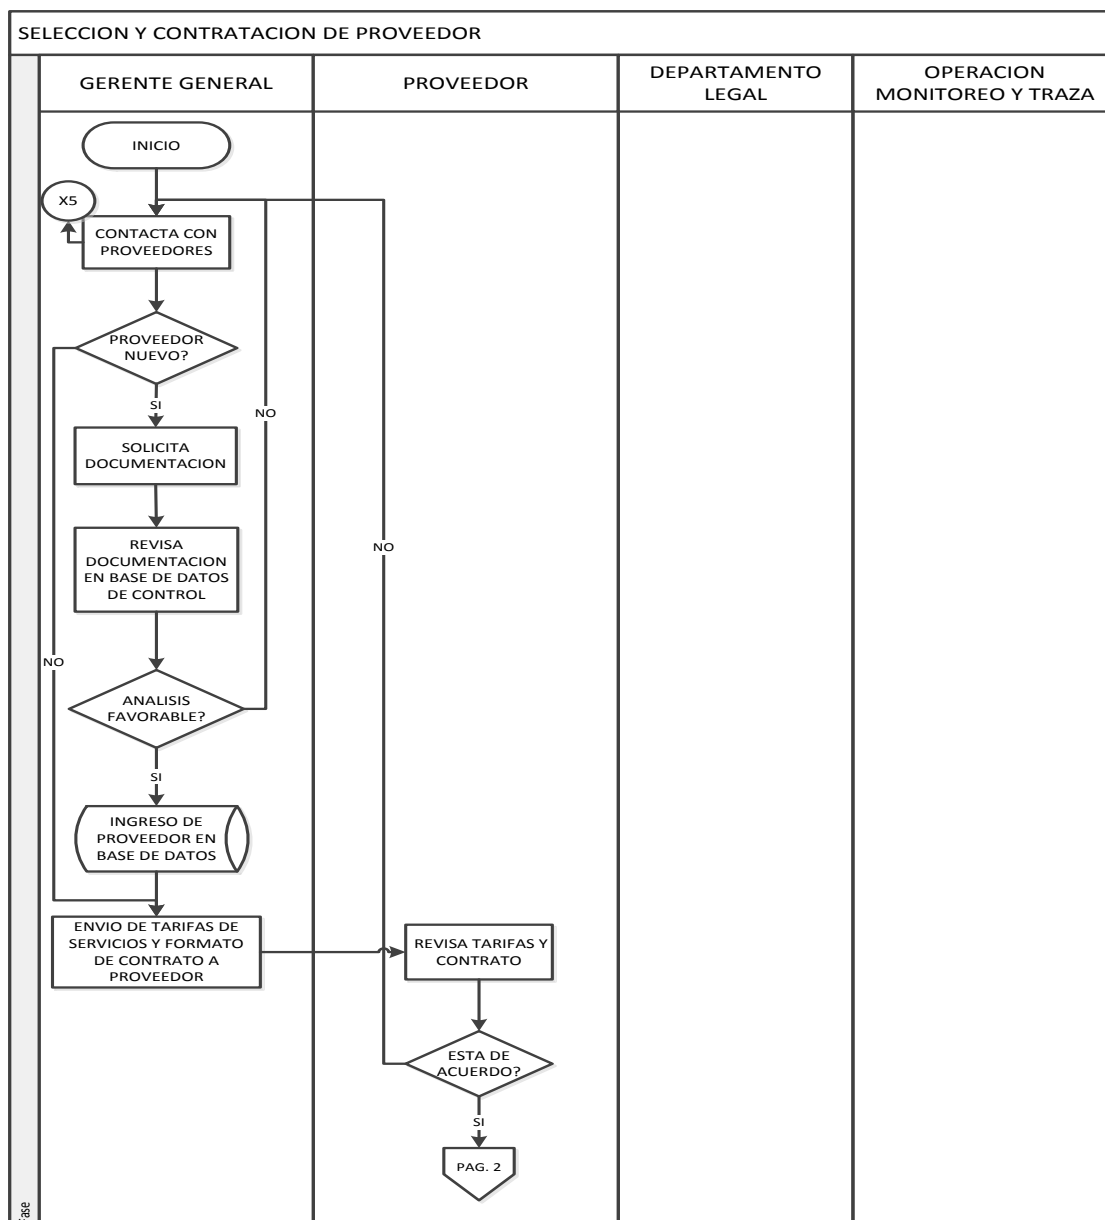 SELECCION Y CONTRATACION DE PROVEEDOR
GERENTE GENERAL
PROVEEDOR
DEPARTAMENTO
LEGAL
OPERACION
MONITOREO Y TRAZA
INICIO
X5
CONTACTA CON
PROVEEDORES
PROVEEDOR
NUEVO?
SI
NO
SOLICITA
DOCUMENTACION
REVISA
DOCUMENTACION
EN BASE DE DATOS
DE CONTROL
NO
NO
ANALISIS
FAVORABLE?
SI
INGRESO DE
PROVEEDOR EN
BASE DE DATOS
ENVIO DE TARIFAS DE
SERVICIOS Y FORMATO
DE CONTRATO A
PROVEEDOR
REVISA TARIFAS Y
CONTRATO
ESTA DE
ACUERDO?
SI
PAG. 2